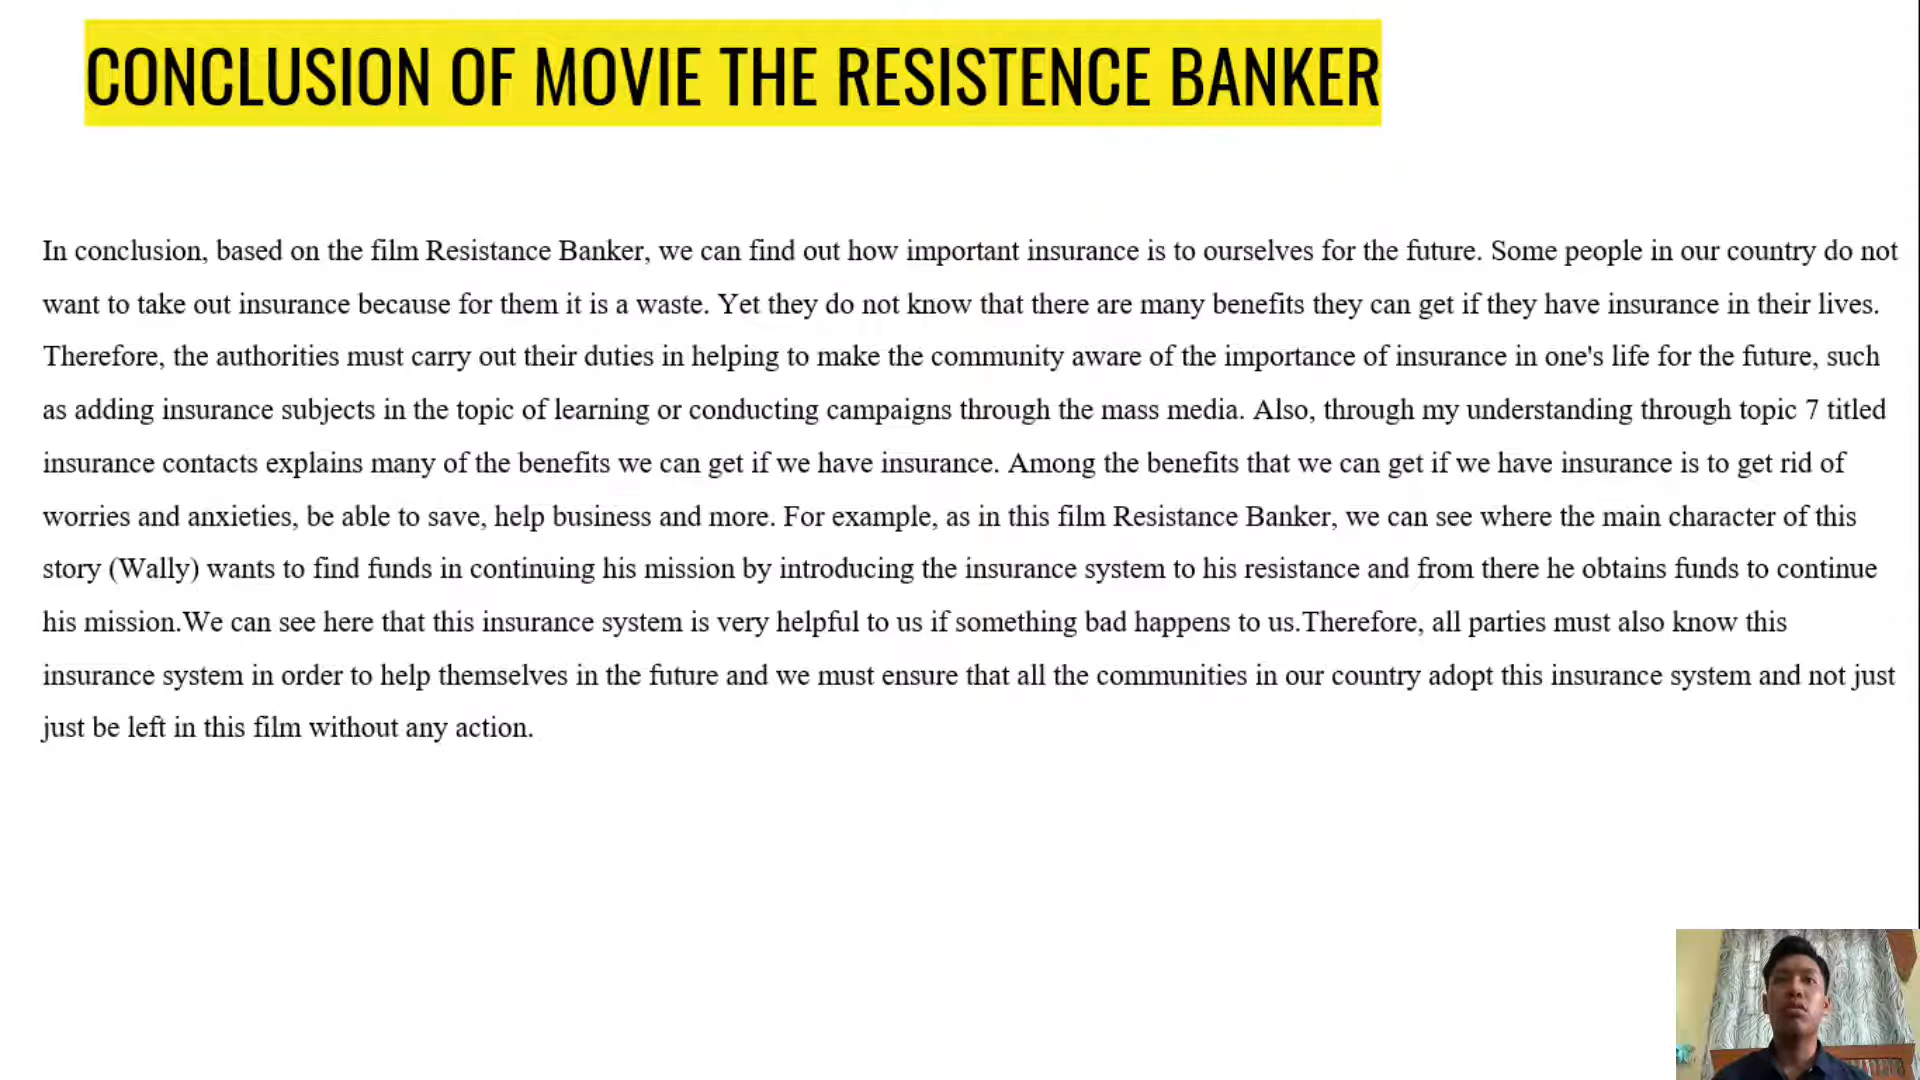 CONCLUSION OF MOVIE THE RESISTENCE BANKER
In conclusion, based on the film Resistance Banker, we can find out how important insurance is to ourselves for the future. Some people in our country do not
want to take out insurance because for them it is a waste. Yet they do not know that there are many benefits they can get if they have insurance in their lives.
Therefore, the authorities must carry out their duties in helping to make the community aware of the importance of insurance in one's life for the future, such
as adding insurance subjects in the topic of learning or conducting campaigns through the mass media. Also, through my understanding through topic 7 titled
insurance contacts explains many of the benefits we can get if we have insurance. Among the benefits that we can get if we have insurance is to get rid of
worries and anxieties, be able to save, help business and more. For example, as in this film Resistance Banker, we can see where the main character of this
story (Wally) wants to find funds in continuing his mission by introducing the insurance system to his resistance and from there he obtains funds to continue
his mission.We can see here that this insurance system is very helpful to us if something bad happens to us.Therefore, all parties must also know this
insurance system in order to help themselves in the future and we must ensure that all the communities in our country adopt this insurance system and not just
just be left in this film without any action.